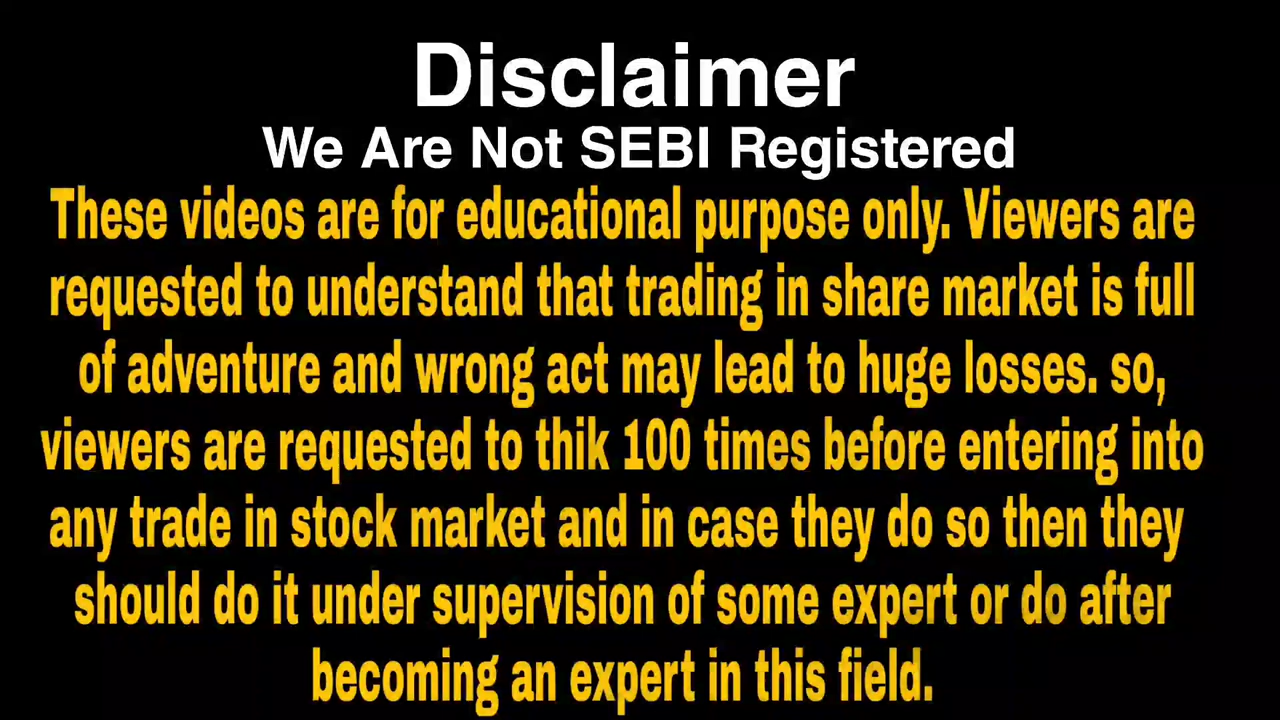 Disclaimer
We Are Not SEBI Registered
These videos are for educational purpose only. Viewers are
requested to understand that trading in share market is full
of adventure and wrong act may lead to huge losses. so,
viewers are requested to thik 100 times before entering into
any trade in stock market and in case they do so then they
should do it under supervision of some expert or do after
becoming an expert in this field.